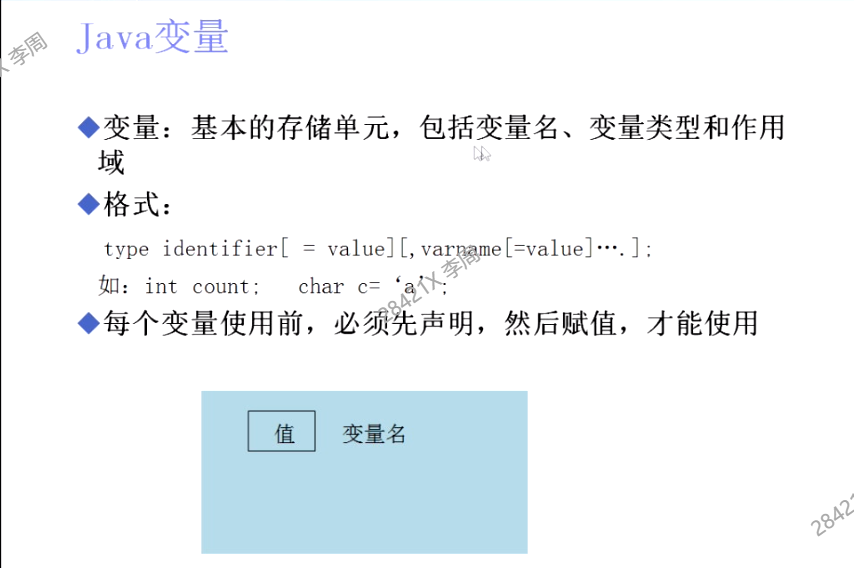 Java变量
X 李周
◆变量：基本的存储单元，包括变量名、变量类型和作用
域
◆格式：
type identifier[ = value][,varname[=value]….];
如：int count; char c= ‘a’;
28421X 李周
◆每个变量使用前，必须先声明，然后赋值，才能使用
值 变量名
28421